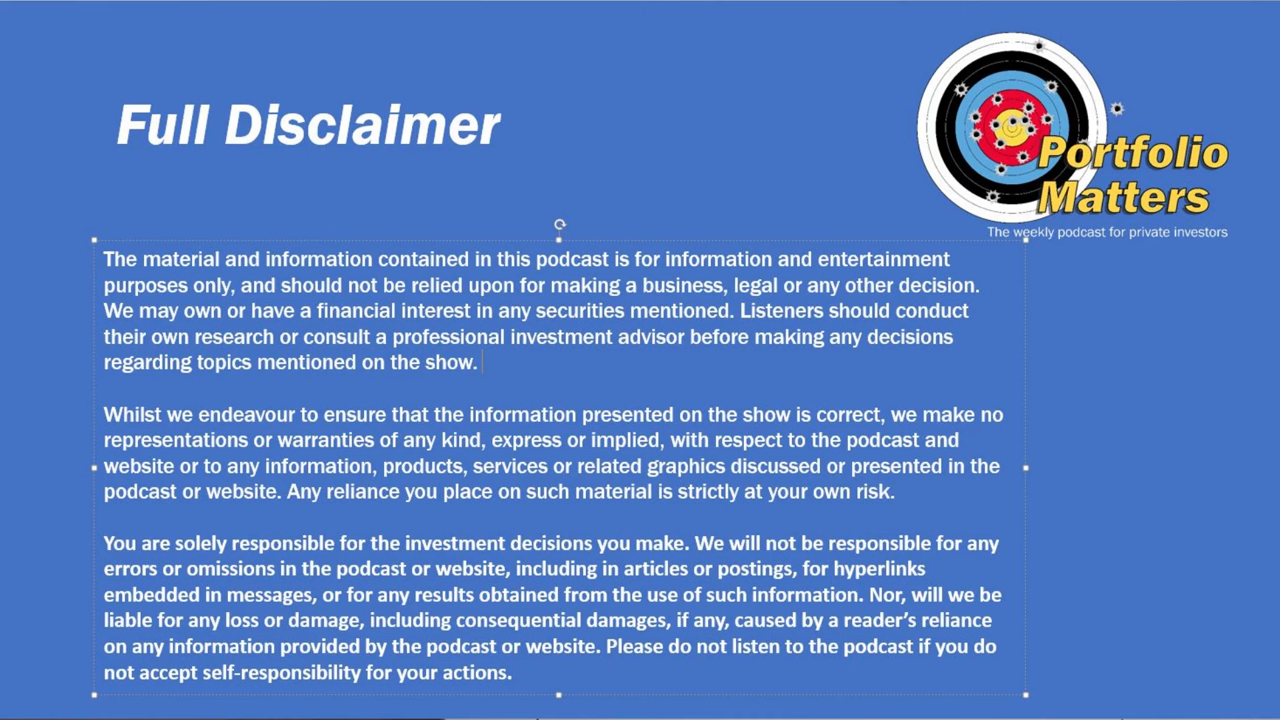 Full Disclaimer
Portfolio
Matters
The weekly podcast for private investors
The material and information contained in this podcast is for information and entertainment
purposes only, and should not be relied upon for making a business, legal or any other decision.
We may own or have a financial interest in any securities mentioned. Listeners should conduct
their own research or consult a professional investment advisor before making any decisions
regarding topics mentioned on the show.
Whilst we endeavour to ensure that the information presented on the show is correct, we make no
representations or warranties of any kind, express or implied, with respect to the podcast and
website or to any information, products, services or related graphics discussed or presented in the
podcast or website. Any reliance you place on such material is strictly at your own risk.
You are solely responsible for the investment decisions you make. We will not be responsible for any
errors or omissions in the podcast or website, including in articles or postings, for hyperlinks
embedded in messages, or for any results obtained from the use of such information. Nor, will we be
liable for any loss or damage, including consequential damages, if any, caused by a reader’s reliance
on any information provided by the podcast or website. Please do not listen to the podcast if you do
not accept self-responsibility for your actions.